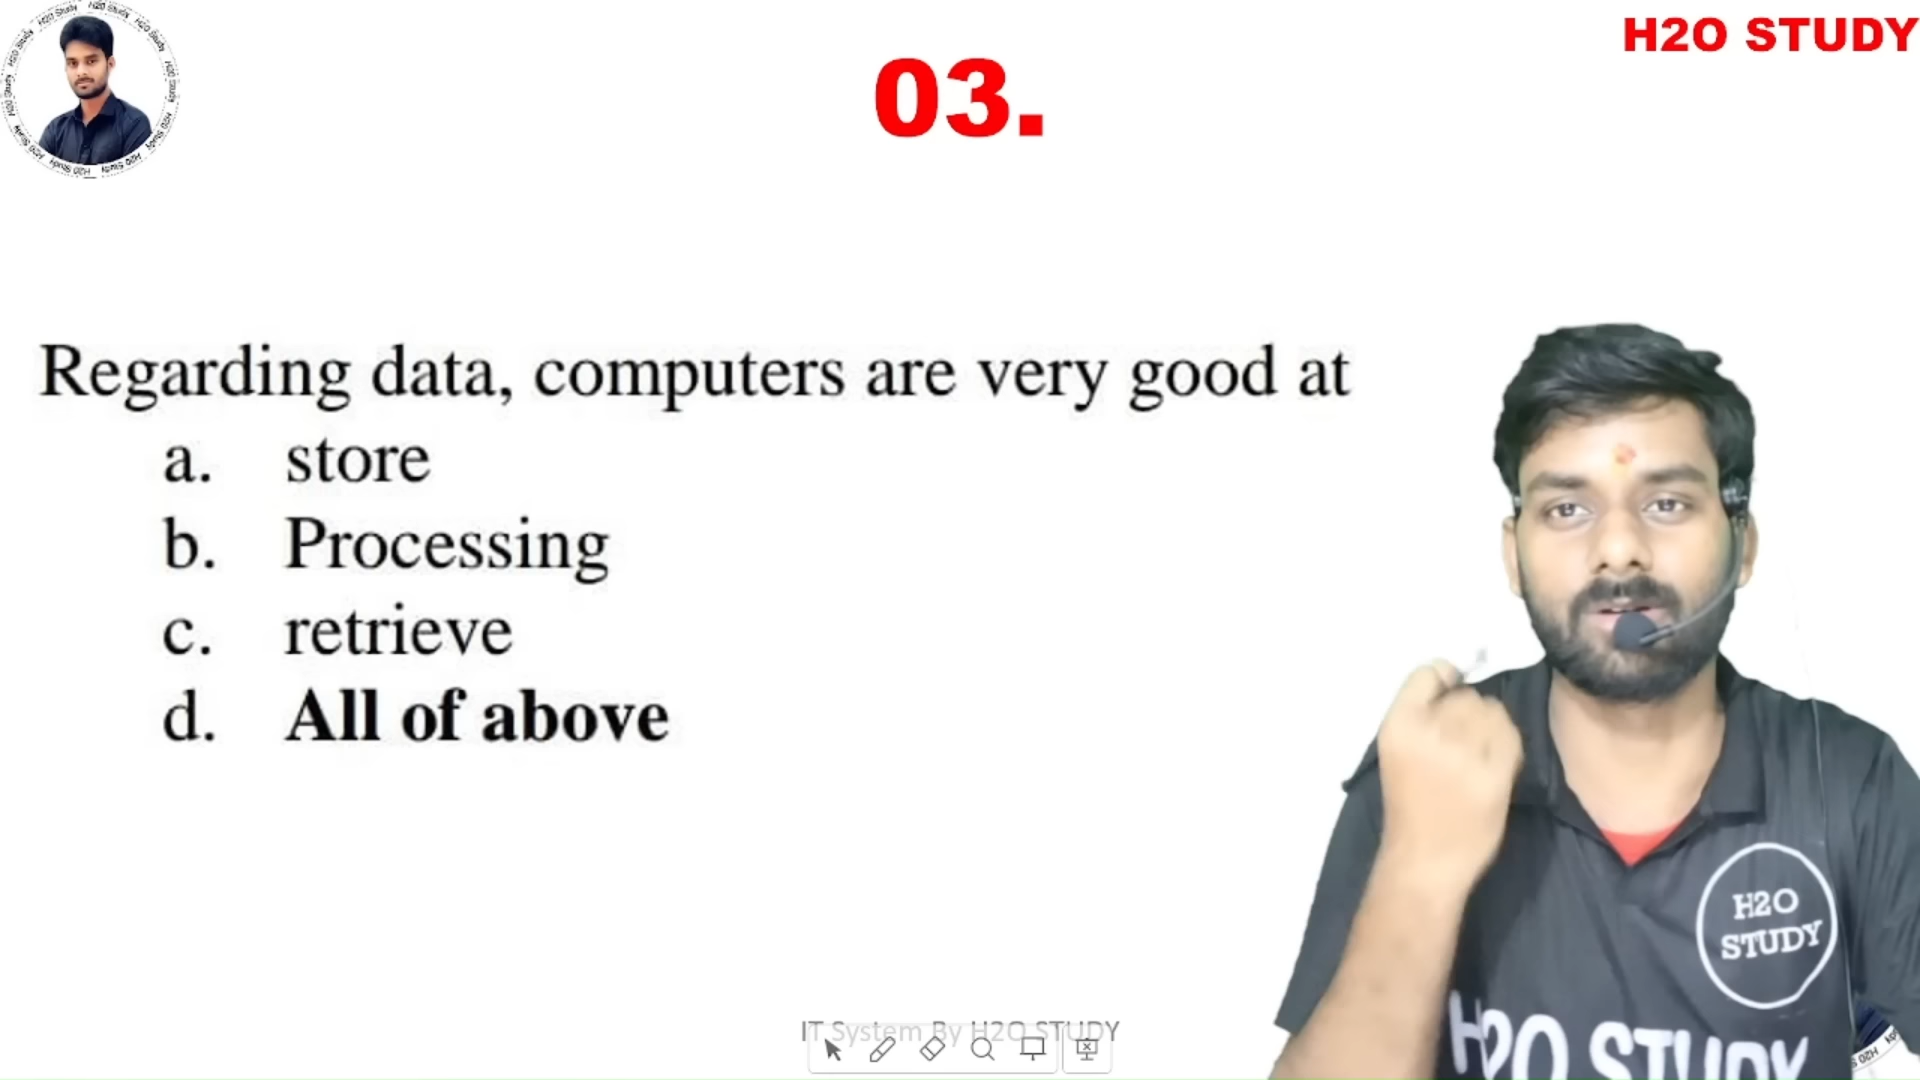 H2O STUDY
03.
Regarding data, computers are very good at
a. store
b. Processing
c. retrieve
d. All of above
H2O
STUDY
H2O STUDY
IT System By H2O STUDY